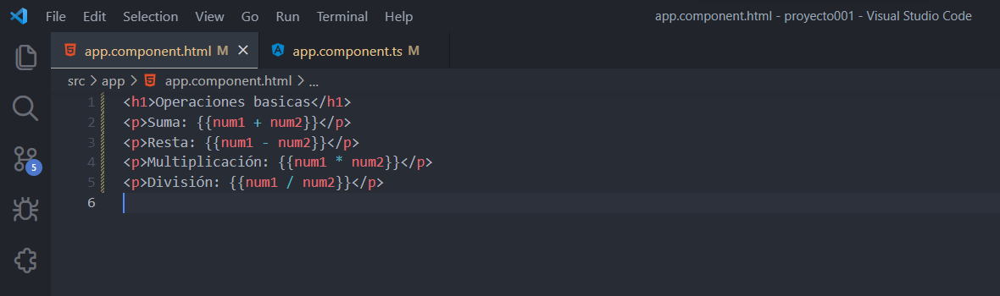 File Edit Selection View Go Run Terminal Help app.component.html - proyecto001 - Visual Studio Code
app.component.html M app.component.ts M
src > app > app.component.html > ...
1 <h1>Operaciones basicas</h1>
2 <p>Suma: {{num1 + num2}}</p>
3 <p>Resta: {{num1 - num2}}</p>
4 <p>Multiplicación: {{num1 * num2}}</p>
5 <p>División: {{num1 / num2}}</p>
6
5